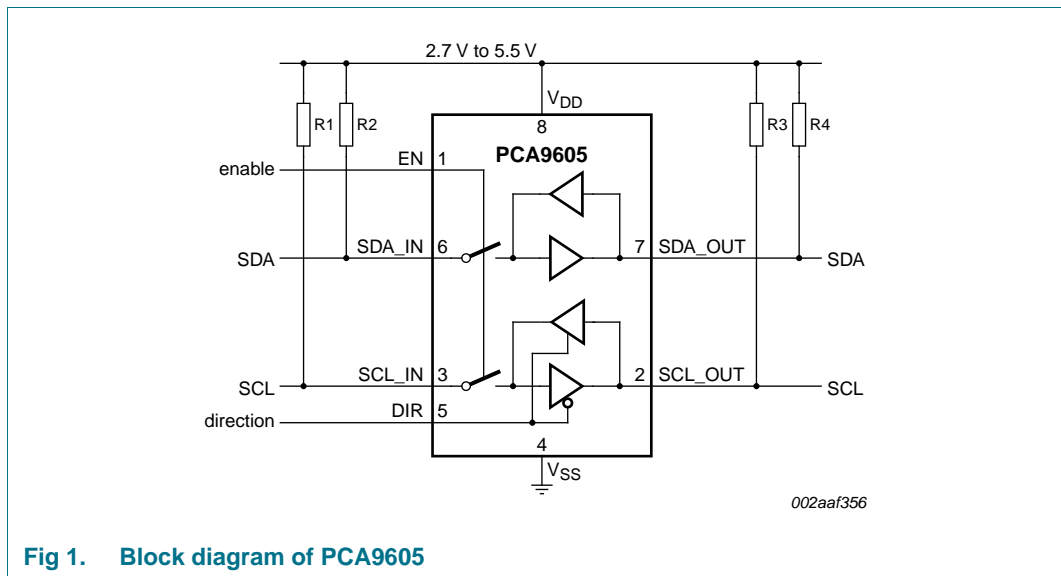 2.7 V to 5.5 V
VDD
8
R1
R2
R3
R4
PCA9605
enable
EN
1
SDA
SDA_IN
6
7
SDA_OUT
SDA
SCL
SCL_IN
3
2
SCL_OUT
SCL
direction
DIR
5
4
VSS
002aaf356
Fig 1. Block diagram of PCA9605